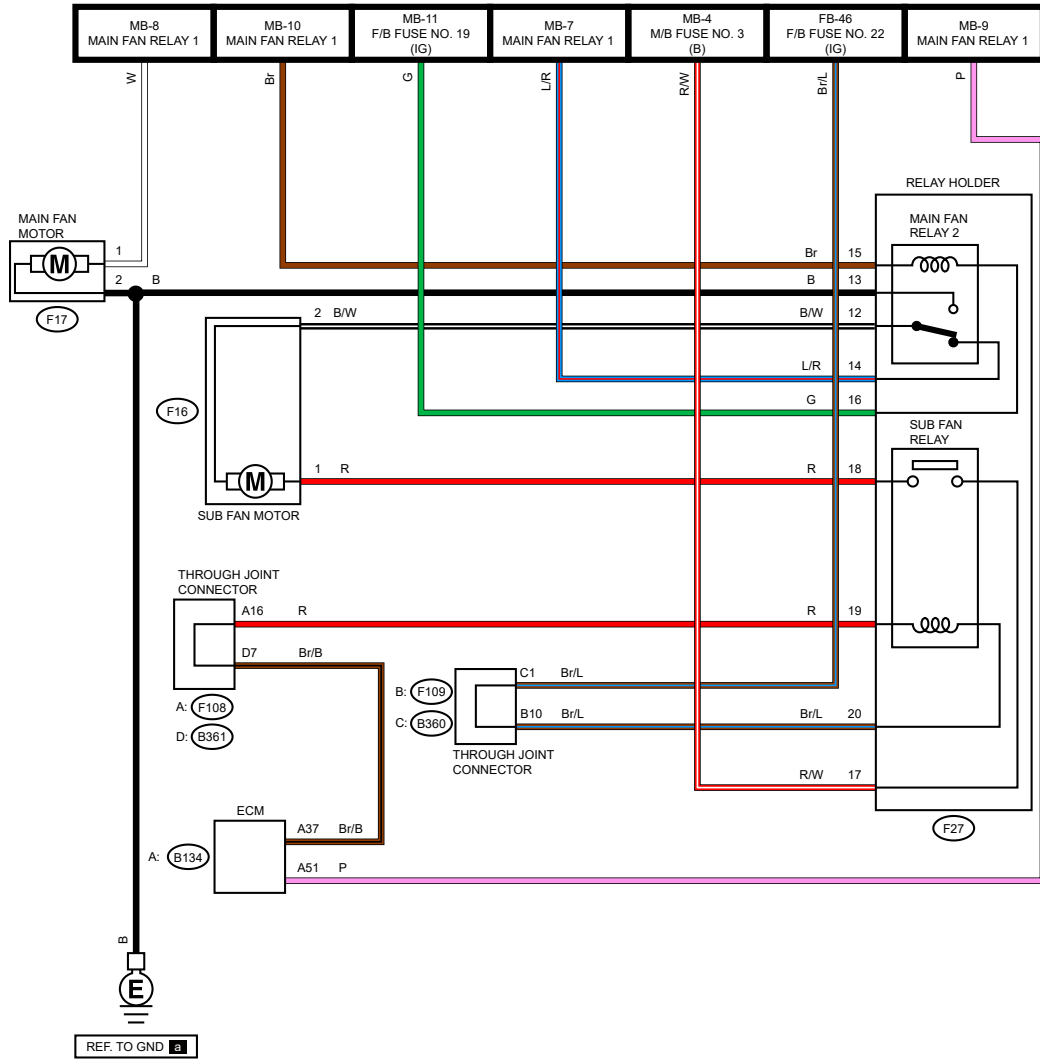 MB-8
MAIN FAN RELAY 1
MB-10
MAIN FAN RELAY 1
MB-11
F/B FUSE NO. 19
(IG)
MB-7
MAIN FAN RELAY 1
MB-4
M/B FUSE NO. 3
(B)
FB-46
F/B FUSE NO. 22
(IG)
MB-9
MAIN FAN RELAY 1
W
Br
G
L/R
R/W
Br/L
P
RELAY HOLDER
MAIN FAN
MOTOR
M
1
2 B
F17
MAIN FAN
RELAY 2
Br 15
B 13
2 B/W
B/W 12
L/R 14
G 16
F16
M
1 R
SUB FAN MOTOR
SUB FAN
RELAY
R 18
THROUGH JOINT
CONNECTOR
A16 R
R 19
D7 Br/B
A: F108
D: B361
C1 Br/L
B: F109
B10 Br/L
Br/L 20
C: B360
THROUGH JOINT
CONNECTOR
R/W 17
F27
ECM
A37 Br/B
A: B134
A51 P
B
E
REF. TO GND a